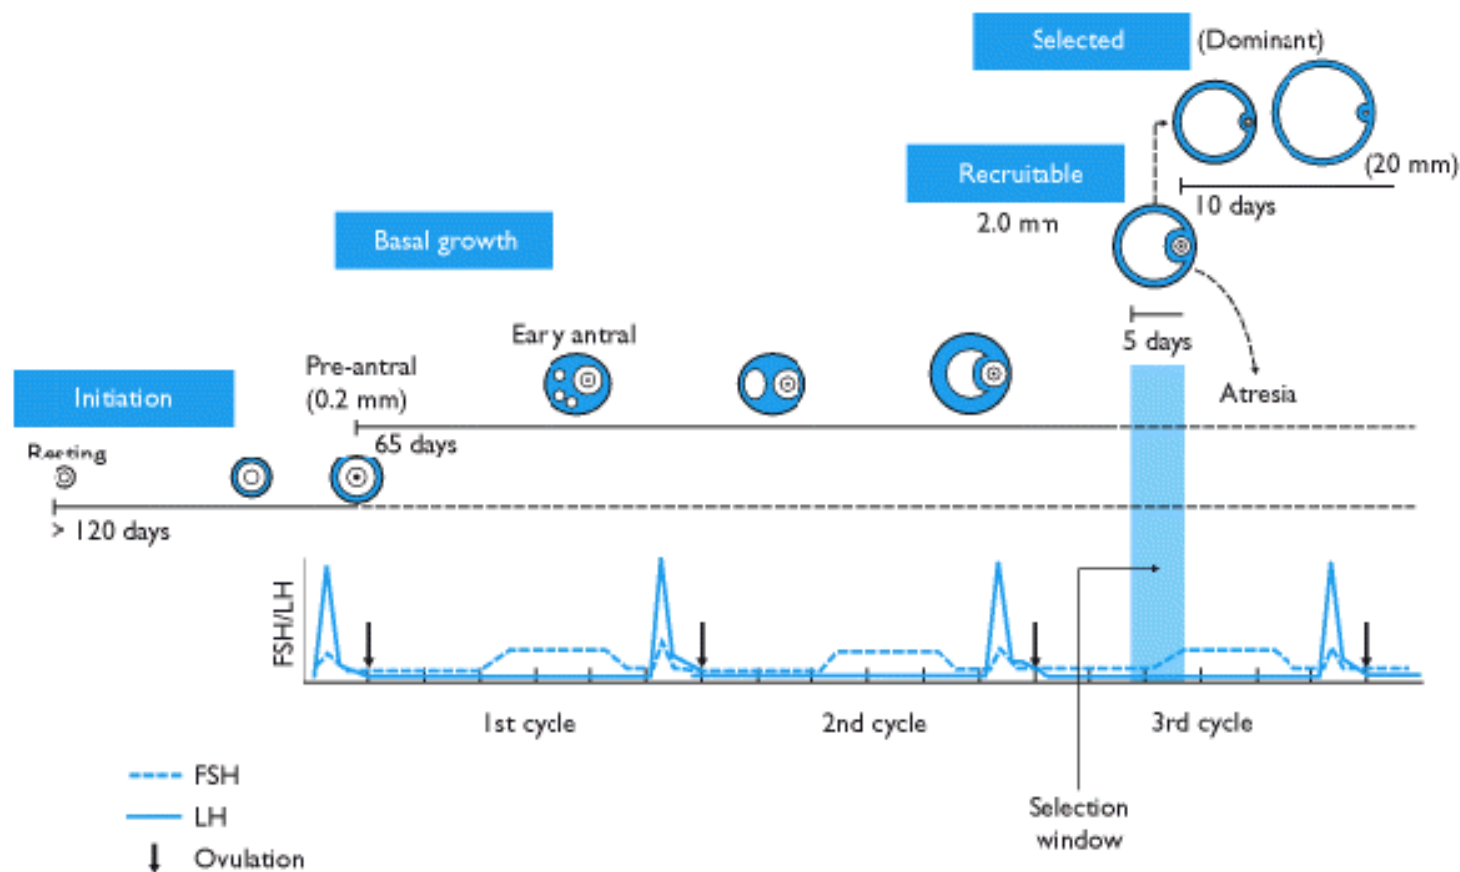 Selected
(Dominant)
Recruitable
2.0 mm
(20 mm)
10 days
Basal growth
Early antral
5 days
Pre-antral
(0.2 mm)
Atresia
Initiation
65 days
Resting
> 120 days
FSH/LH
1st cycle
2nd cycle
3rd cycle
FSH
LH
Ovulation
Selection
window